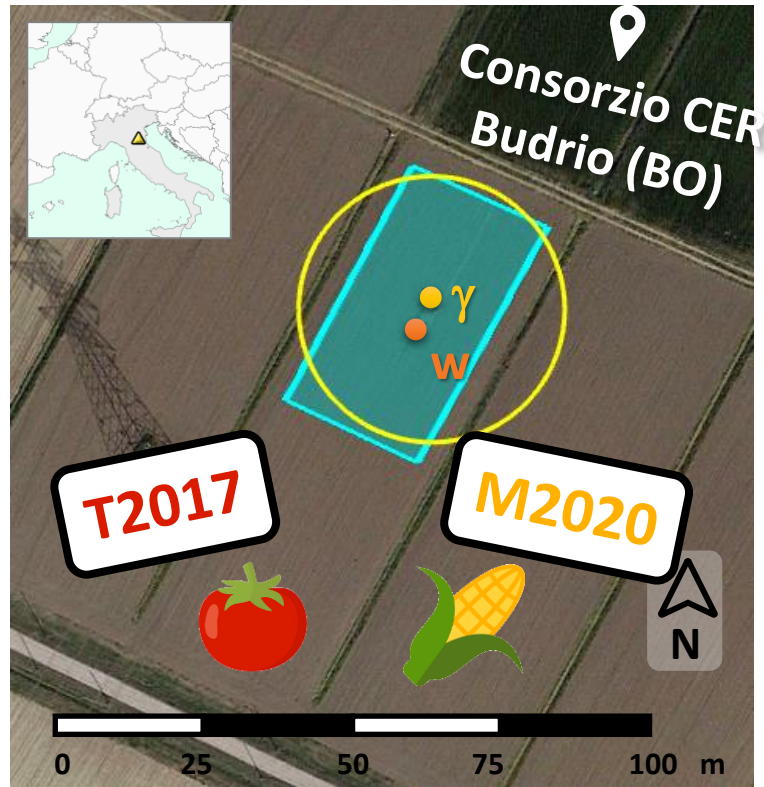 Consorzio CER
Budrio (BO)
γ
w
T2017
M2020
N
0 25 50 75 100 m